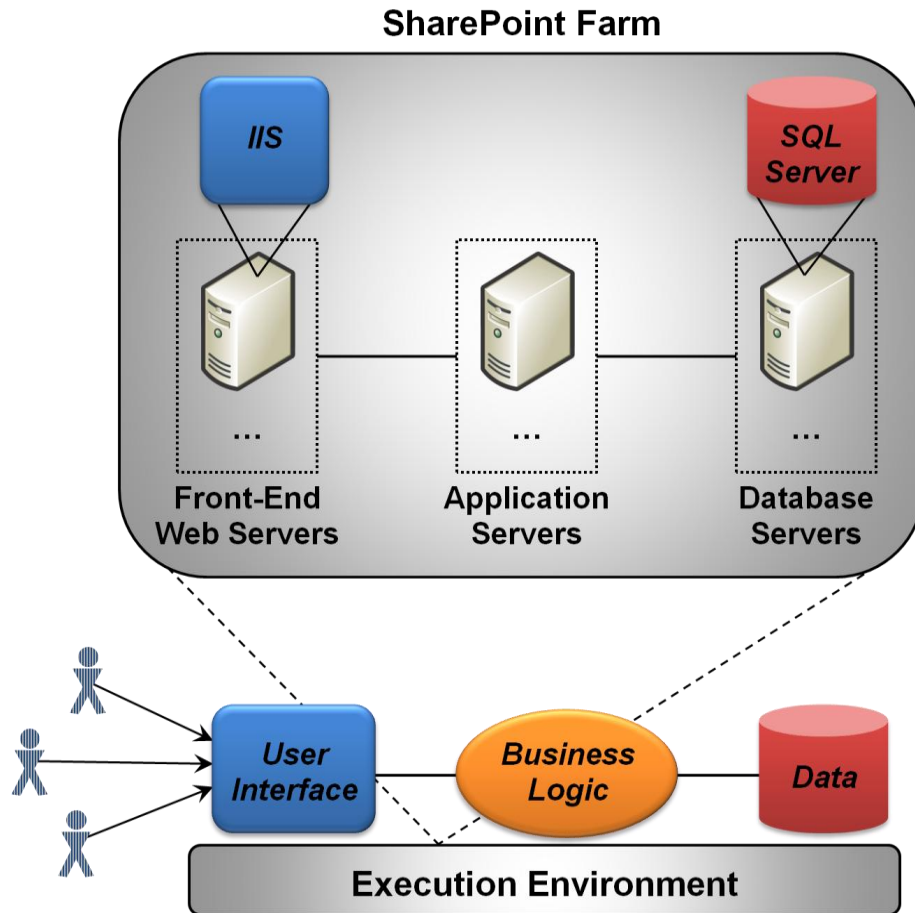 SharePoint Farm
IIS
SQL
Server
...
...
...
Front-End
Web Servers
Application
Servers
Database
Servers
User
Interface
Business
Logic
Data
Execution Environment